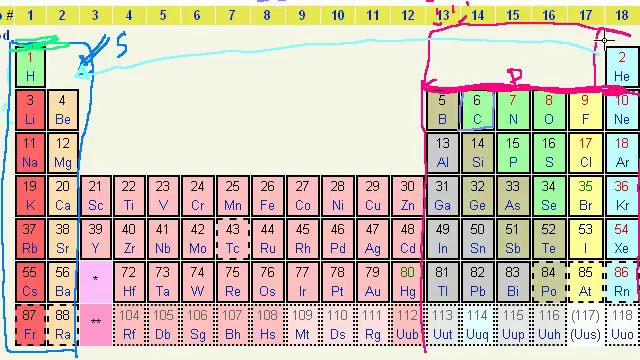 o # 1 2 3 4 5 6 7 8 9 10 11 12 13 14 15 16 17 18
od
S
P
1 2
H He
3 4 5 6 7 8 9 10
Li Be B C N O F Ne
11 12 13 14 15 16 17 18
Na Mg Al Si P S Cl Ar
19 20 21 22 23 24 25 26 27 28 29 30 31 32 33 34 35 36
K Ca Sc Ti V Cr Mn Fe Co Ni Cu Zn Ga Ge As Se Br Kr
37 38 39 40 41 42 43 44 45 46 47 48 49 50 51 52 53 54
Rb Sr Y Zr Nb Mo Tc Ru Rh Pd Ag Cd In Sn Sb Te I Xe
55 56 * 72 73 74 75 76 77 78 79 80 81 82 83 84 85 86
Cs Ba Hf Ta W Re Os Ir Pt Au Hg Tl Pb Bi Po At Rn
87 88 ** 104 105 106 107 108 109 110 111 112 113 114 115 116 (117) 118
Fr Ra Rf Db Sg Bh Hs Mt Ds Rg Uub Uut Uuq Uup Uuh (Uus) Uuo